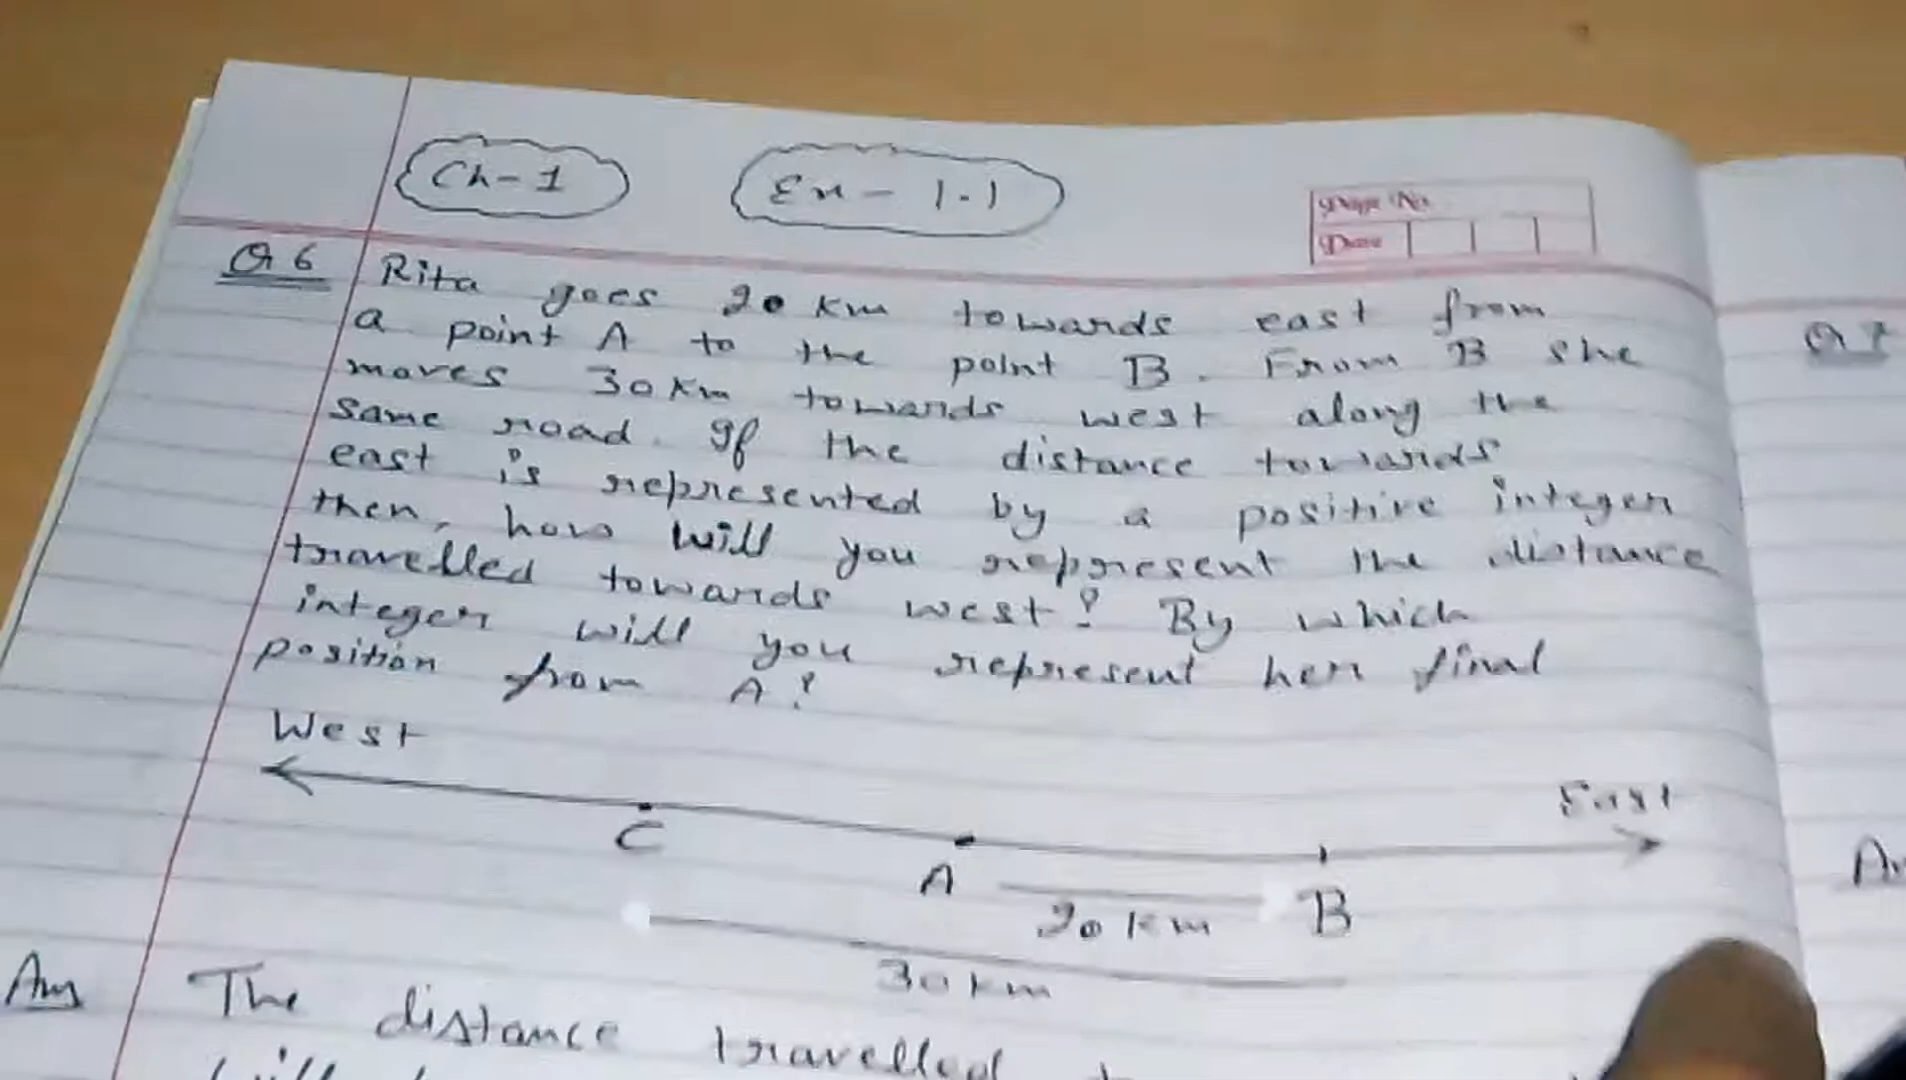 Ch-1
Ex - 1.1
Page No.
Date
Q 6
Rita goes 20 km towards east from
a point A to the point B. From B she
moves 30 km towards west along the
same road. If the distance towards
east is represented by a positive integer
then, how will you represent the distance
travelled towards west? By which
integer will you represent her final
position from A?
West
East
C
A
B
20 km
30 km
Ans
The distance travelled
Q 7